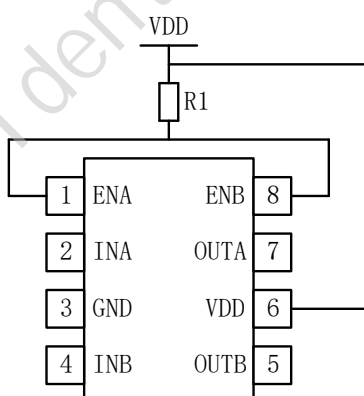 VDD
R1
1 ENA ENB 8
2 INA OUTA 7
3 GND VDD 6
4 INB OUTB 5